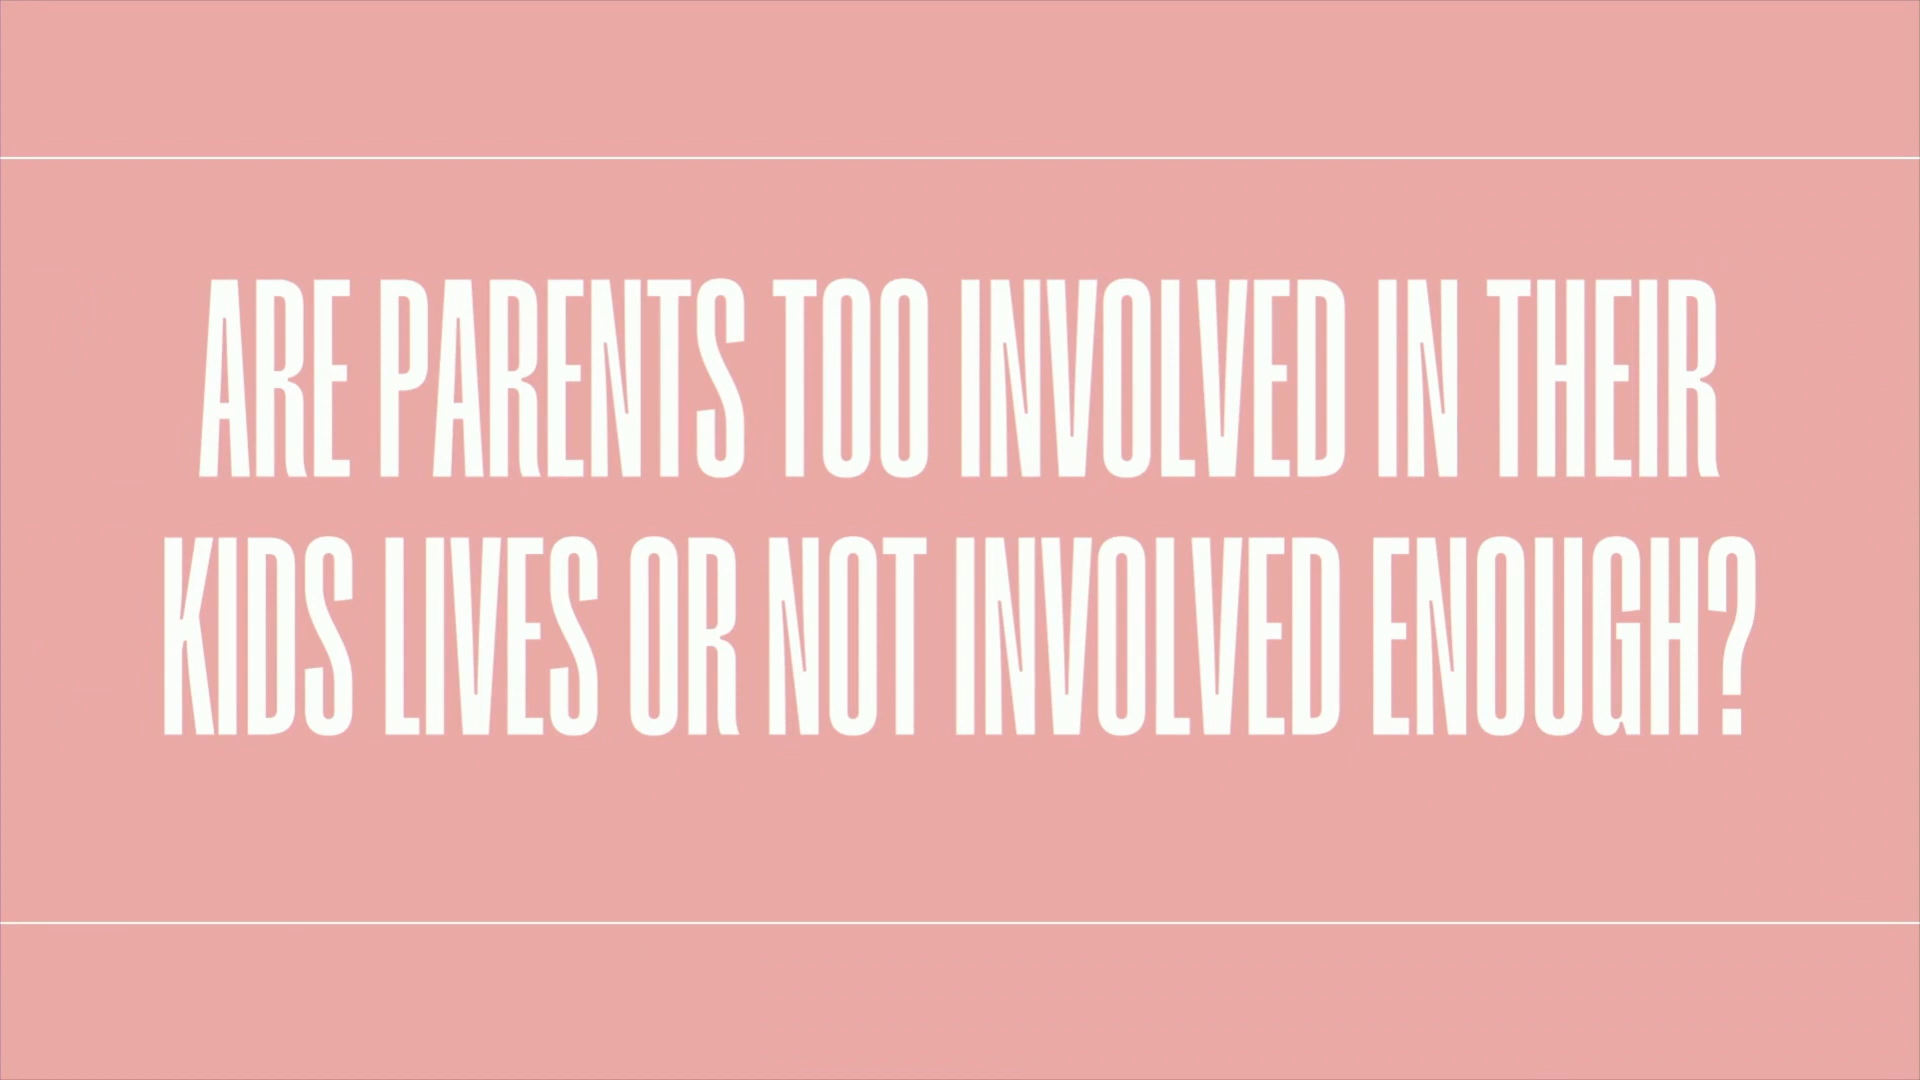 ARE PARENTS TOO INVOLVED IN THEIR
KIDS LIVES OR NOT INVOLVED ENOUGH?